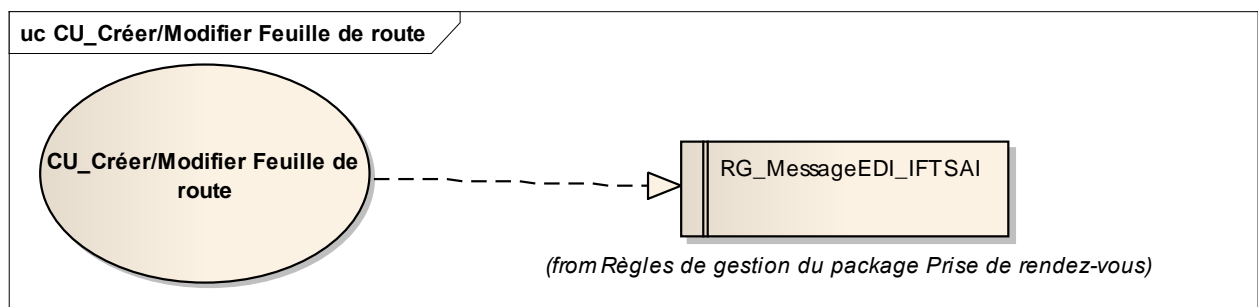 uc CU_Créer/Modifier Feuille de route
CU_Créer/Modifier Feuille de
route
RG_MessageEDI_IFTSAI
(from Règles de gestion du package Prise de rendez-vous)